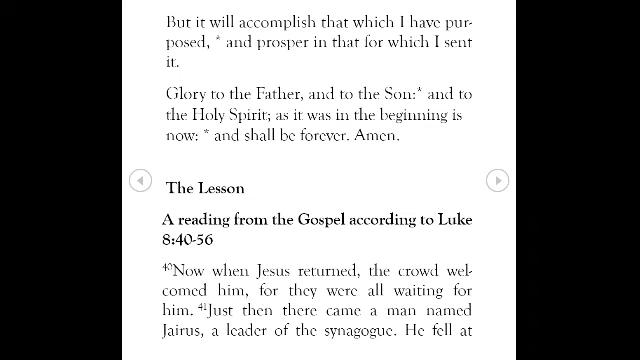 But it will accomplish that which I have pur-
posed, * and prosper in that for which I sent
it.
Glory to the Father, and to the Son:* and to
the Holy Spirit; as it was in the beginning is
now: * and shall be forever. Amen.
The Lesson
A reading from the Gospel according to Luke
8:40-56
40Now when Jesus returned, the crowd wel-
comed him, for they were all waiting for
him. 41Just then there came a man named
Jairus, a leader of the synagogue. He fell at